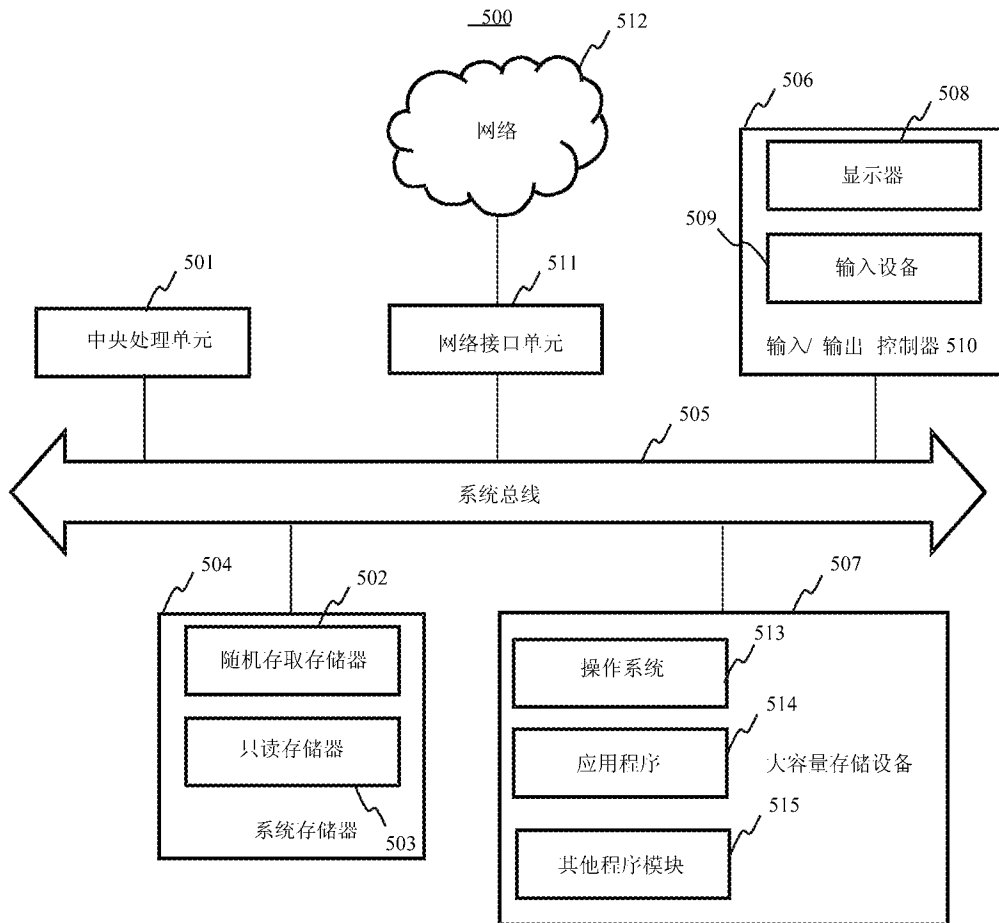 500
512
网络
506
508
显示器
509
输入设备
输入/ 输出 控制器 510
501
中央处理单元
511
网络接口单元
505
系统总线
504
502
随机存取存储器
只读存储器
系统存储器
503
507
513
操作系统
514
应用程序
大容量存储设备
515
其他程序模块